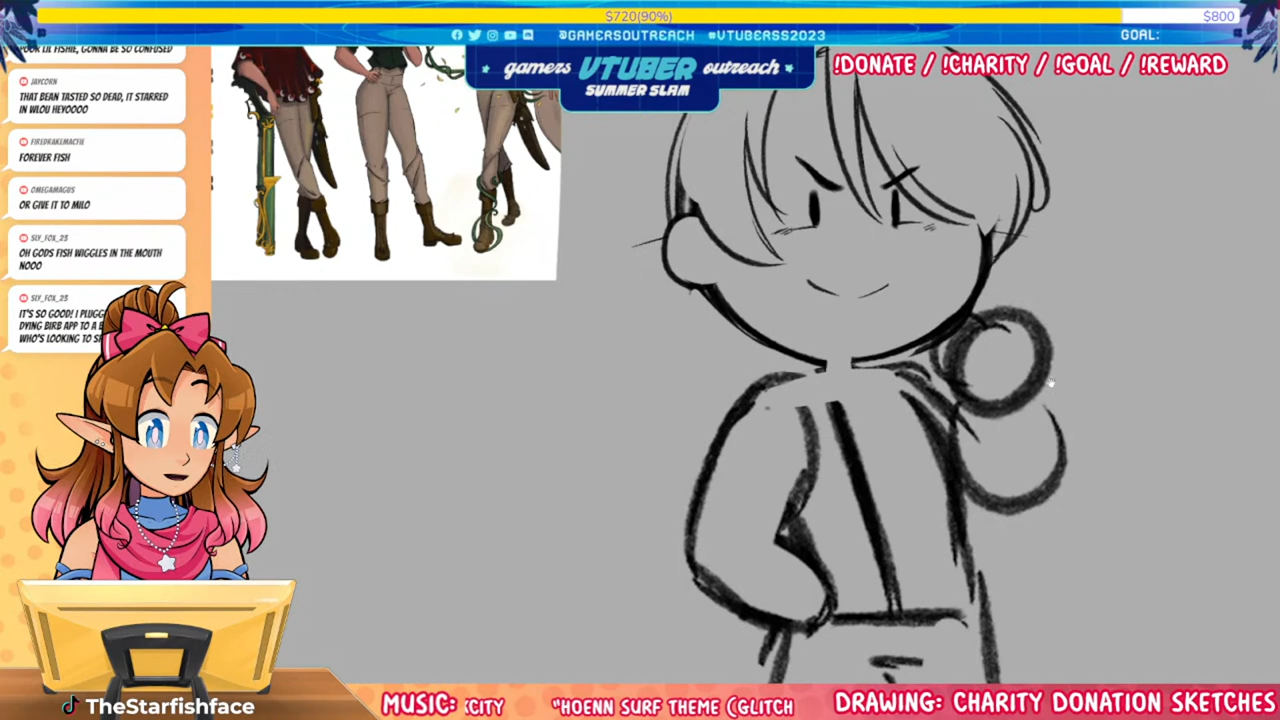 $720(90%)
$800
@GAMERSOUTREACH
#VTUBERSS2023
GOAL:
gamers VTUBER outreach
SUMMER SLAM
!DONATE / !CHARITY / !GOAL / !REWARD
POOR LIL FISHIE, GONNA BE SO CONFUSED
JAYCORN
THAT BEAN TASTED SO DEAD, IT STARRED
IN WLOU HEYOOOO
FIREDRAKEMACFIE
FOREVER FISH
OMEGAMAGUS
OR GIVE IT TO MILO
SLY_FOX_23
OH GODS FISH WIGGLES IN THE MOUTH
NOOO
SLY_FOX_23
IT'S SO GOOD! I PLUGG
DYING BIRB APP TO A
WHO'S LOOKING TO
TheStarfishface
MUSIC: KCITY "HOENN SURF THEME (GLITCH
DRAWING: CHARITY DONATION SKETCHES